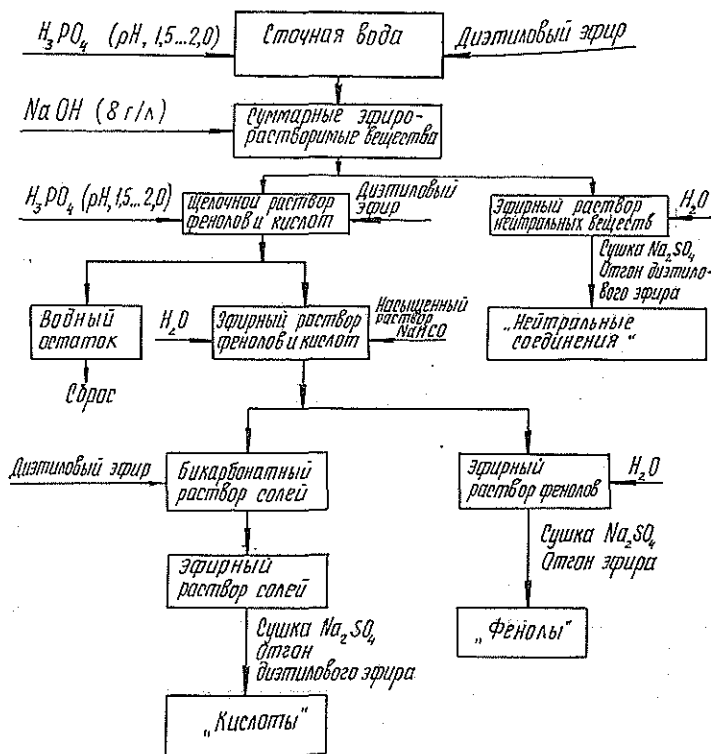 H₃PO₄ (pH, 1,5...2,0)
Сточная вода
Диэтиловый эфир
NaOH (8 г/л)
Суммарные эфиро-
растворимые вещества
H₃PO₄ (pH, 1,5...2,0)
Щелочной раствор
фенолов и кислот
Диэтиловый
эфир
Эфирный раствор
нейтральных веществ
H₂O
Сушка Na₂SO₄
Отгон диэтило-
вого эфира
Водный
остаток
H₂O
Эфирный раствор
фенолов и кислот
Насыщенный
раствор
NaHCO
„Нейтральные
соединения“
Сброс
Диэтиловый эфир
Бикарбонатный
раствор солей
Эфирный
раствор фенолов
H₂O
Сушка Na₂SO₄
Отгон эфира
Эфирный
раствор солей
„Фенолы“
Сушка Na₂SO₄
Отгон
диэтилового эфира
„Кислоты“